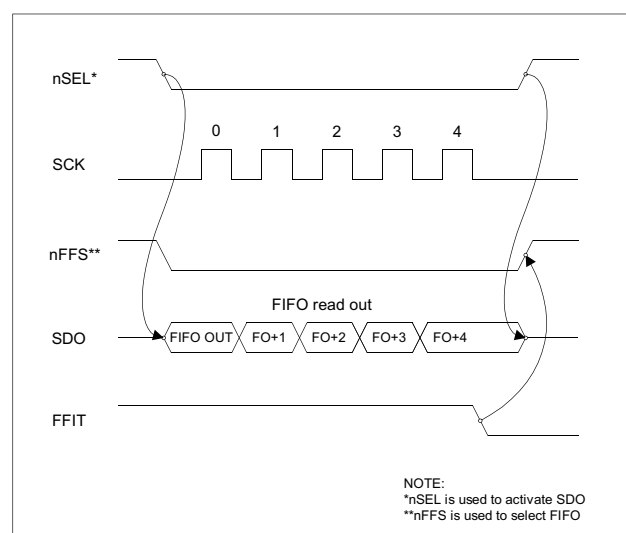 nSEL*
0 1 2 3 4
SCK
nFFS**
FIFO read out
SDO FIFO OUT FO+1 FO+2 FO+3 FO+4
FFIT
NOTE:
*nSEL is used to activate SDO
**nFFS is used to select FIFO